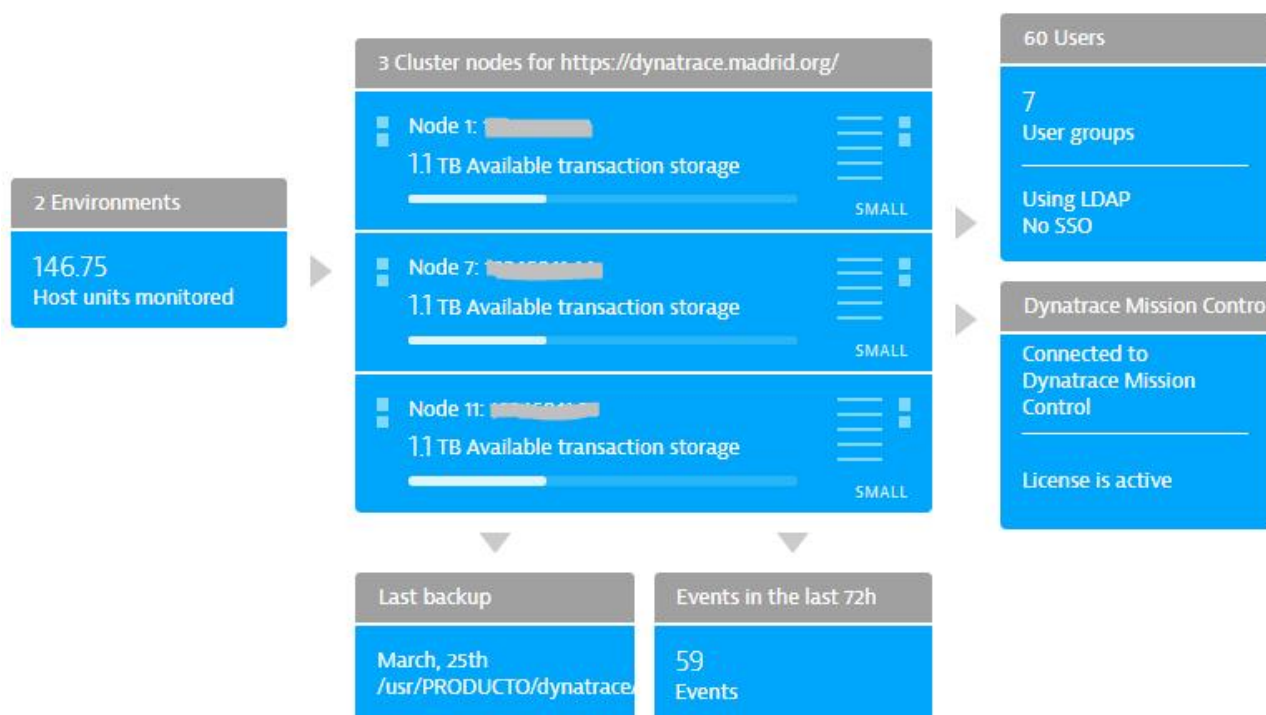 2 Environments
146.75
Host units monitored
3 Cluster nodes for https://dynatrace.madrid.org/
Node 1:
1.1 TB Available transaction storage
SMALL
Node 7:
1.1 TB Available transaction storage
SMALL
Node 11:
1.1 TB Available transaction storage
SMALL
60 Users
7
User groups
Using LDAP
No SSO
Dynatrace Mission Contro
Connected to
Dynatrace Mission
Control
License is active
Last backup
March, 25th
/usr/PRODUCTO/dynatrace/
Events in the last 72h
59
Events